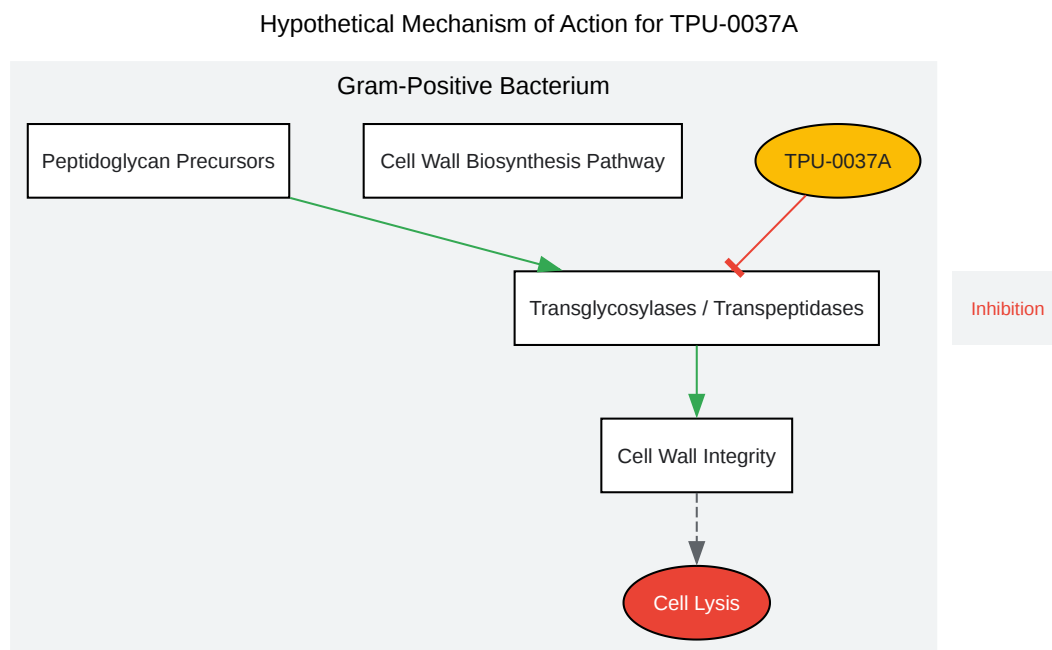 Hypothetical Mechanism of Action for TPU-0037A
Gram-Positive Bacterium
Peptidoglycan Precursors
Cell Wall Biosynthesis Pathway
TPU-0037A
Transglycosylases / Transpeptidases
Inhibition
Cell Wall Integrity
Cell Lysis